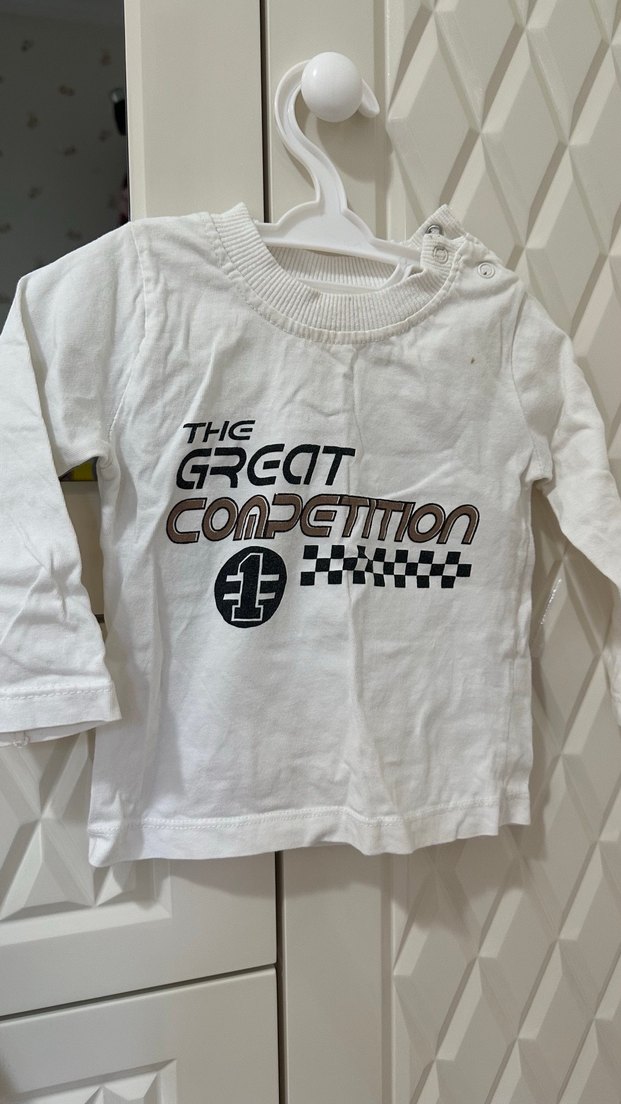 THE
GREAT
COMPETITION
1